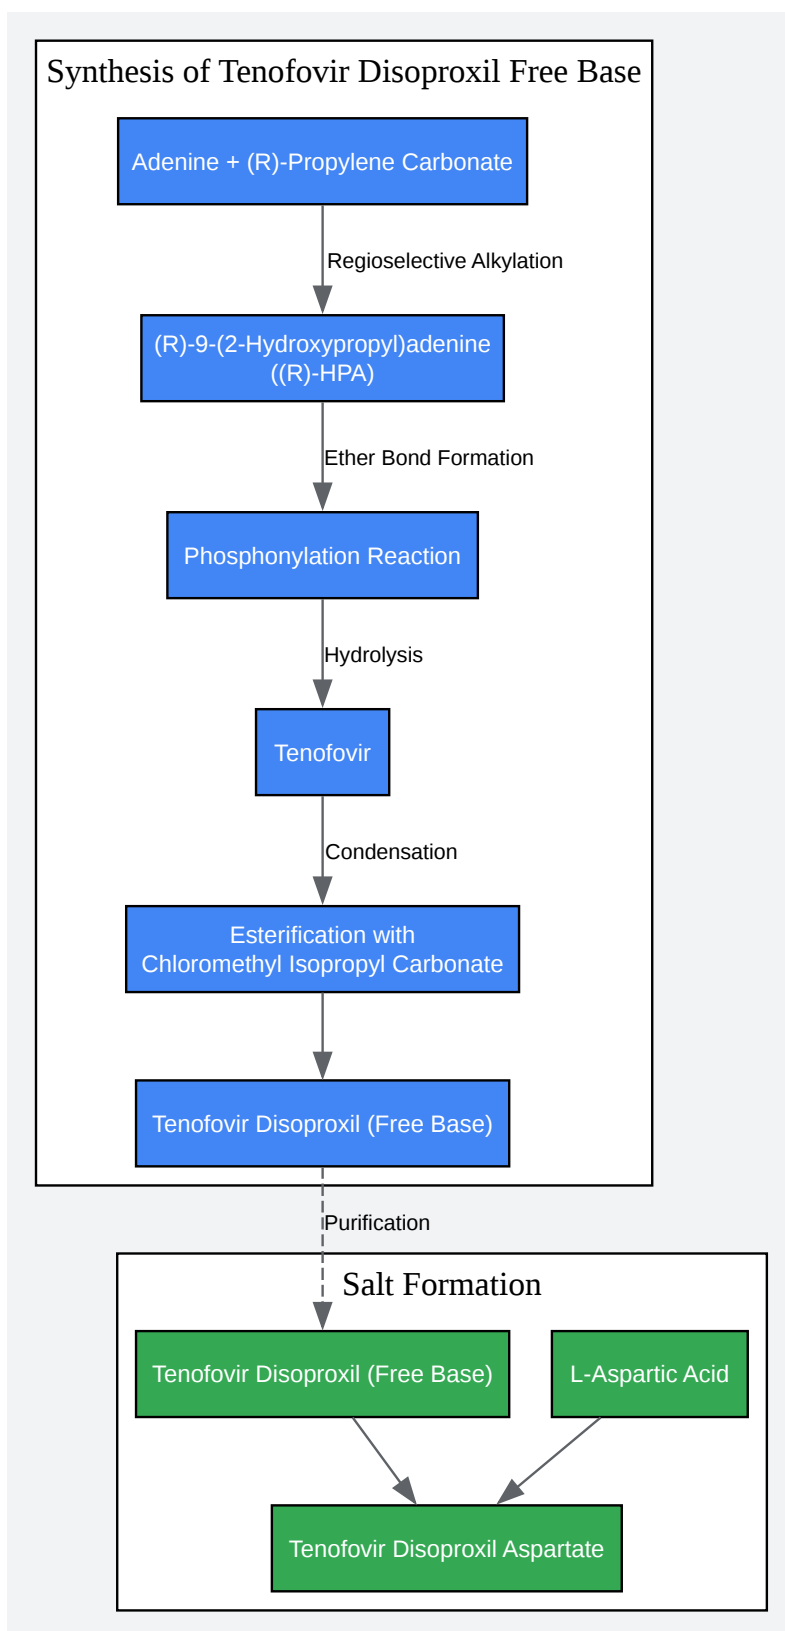 Synthesis of Tenofovir Disoproxil Free Base
Adenine + (R)-Propylene Carbonate
Regioselective Alkylation
(R)-9-(2-Hydroxypropyl)adenine
((R)-HPA)
Ether Bond Formation
Phosphonylation Reaction
Hydrolysis
Tenofovir
Condensation
Esterification with
Chloromethyl Isopropyl Carbonate
Tenofovir Disoproxil (Free Base)
Purification
Salt Formation
Tenofovir Disoproxil (Free Base)
L-Aspartic Acid
Tenofovir Disoproxil Aspartate